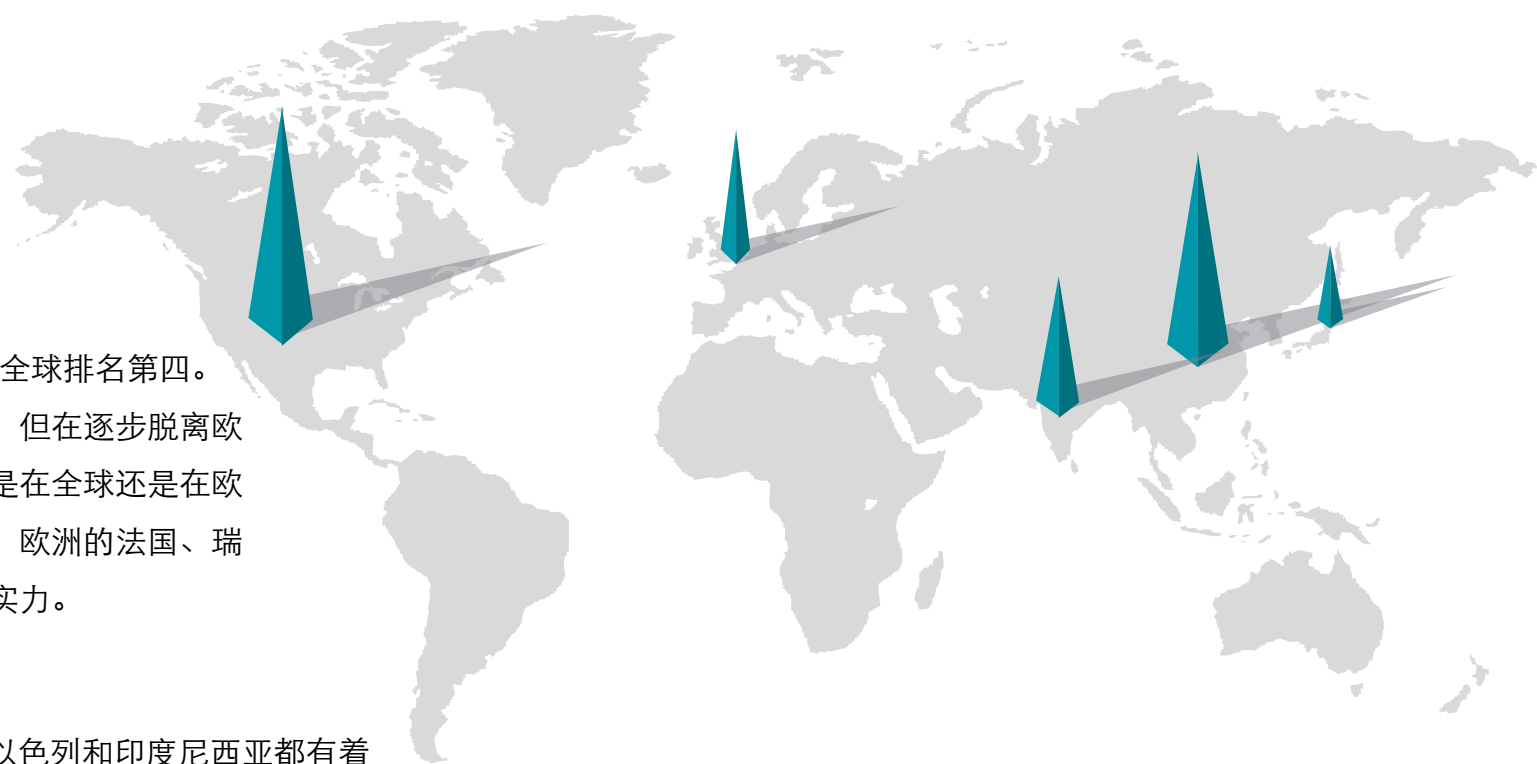 全球排名第四。
但在逐步脱离欧
是在全球还是在欧
欧洲的法国、瑞
实力。
以色列和印度尼西亚都有着